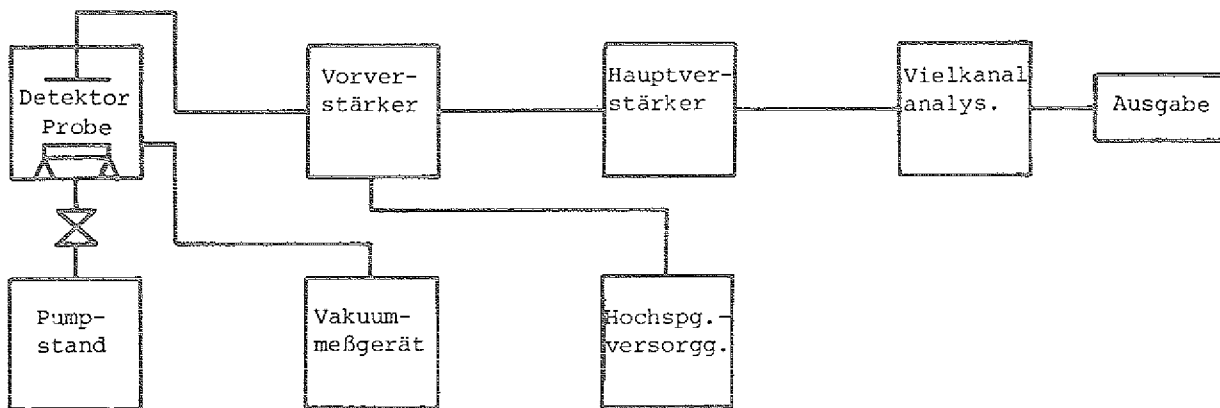 Detektor
Probe
Vorver-
stärker
Hauptver-
stärker
Vielkanal
analys.
Ausgabe
Pump-
stand
Vakuum-
meßgerät
Hochspg.-
versorgg.